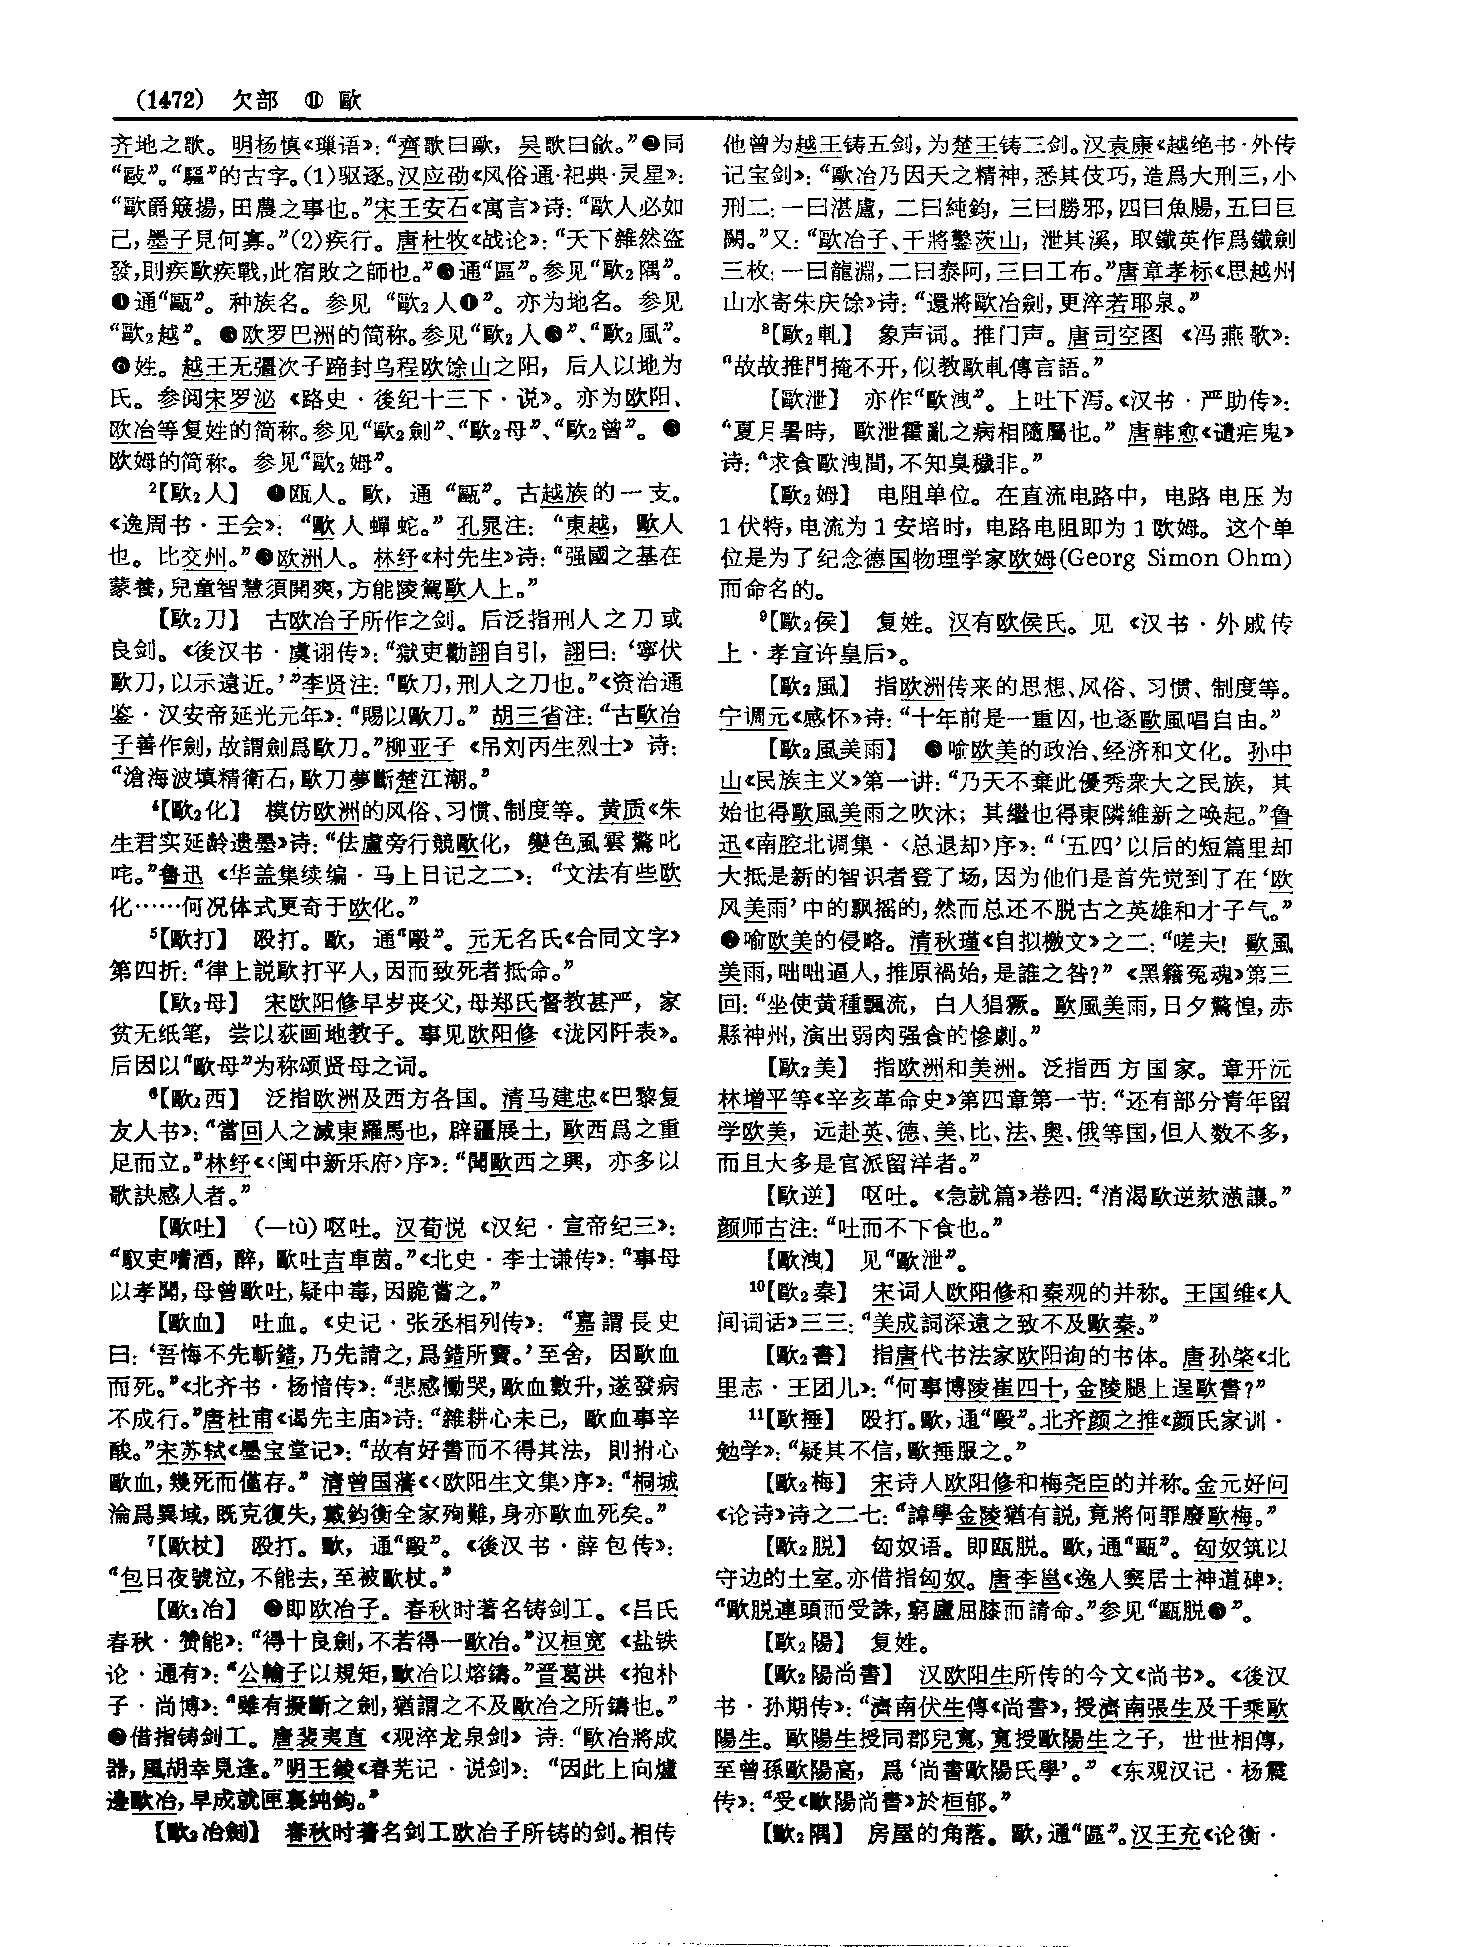 (1472) 欠部 ⑪ 歐
齐地之歌。明杨慎《璅语》：“齊歌曰歐，吴歌曰歈。”❷同
“敺”。“驅”的古字。(1)驱逐。汉应劭《风俗通·祀典·灵星》：
“歐爵簸揚，田農之事也。”宋王安石《寓言》诗：“歐人必如
己，墨子見何寡。”(2)疾行。唐杜牧《战论》：“天下雖然盗
發，則疾歐疾戰，此宿敗之師也。”❸通“區”。参见“歐₂隅”。
❹通“甌”。种族名。参见 “歐₂人❶”。亦为地名。参见
“歐₂越”。❺欧罗巴洲的简称。参见“歐₂人❷”、“歐₂風”。
❻姓。越王无彊次子蹄封乌程欧馀山之阳，后人以地为
氏。参阅宋罗泌《路史·後纪十三下·说》。亦为欧阳、
欧冶等复姓的简称。参见“歐₂劍”、“歐₂母”、“歐₂曾”。❼
欧姆的简称。参见“歐₂姆”。
²【歐₂人】 ❶瓯人。歐，通“甌”。古越族的一支。
《逸周书·王会》：“歐人蟬蛇。”孔晁注：“東越，歐人
也。比交州。”❷欧洲人。林纾《村先生》诗：“强國之基在
蒙養，兒童智慧須開爽，方能陵駕歐人上。”
【歐₂刀】 古欧冶子所作之剑。后泛指刑人之刀或
良剑。《後汉书·虞诩传》：“獄吏勸詡自引，詡曰：‘寧伏
歐刀，以示遠近。’”李贤注：“歐刀，刑人之刀也。”《资治通
鉴·汉安帝延光元年》：“賜以歐刀。”胡三省注：“古歐冶
子善作劍，故謂劍爲歐刀。”柳亚子《吊刘丙生烈士》诗：
“滄海波填精衛石，歐刀夢斷楚江潮。”
⁴【歐₂化】 模仿欧洲的风俗、习惯、制度等。黄质《朱
生君实延龄遗墨》诗：“佉盧旁行競歐化，變色風雲驚叱
咤。”鲁迅《华盖集续编·马上日记之二》：“文法有些欧
化……何况体式更奇于欧化。”
⁵【歐打】 殴打。歐，通“毆”。元无名氏《合同文字》
第四折：“律上説歐打平人，因而致死者抵命。”
【歐₂母】 宋欧阳修早岁丧父，母郑氏督教甚严，家
贫无纸笔，尝以荻画地教子。事见欧阳修《泷冈阡表》。
后因以“歐母”为称颂贤母之词。
⁶【歐₂西】 泛指欧洲及西方各国。清马建忠《巴黎复
友人书》：“當回人之滅東羅馬也，辟疆展土，歐西爲之重
足而立。”林纾《〈闽中新乐府〉序》：“聞歐西之興，亦多以
歌訣感人者。”
【歐吐】 (—tù)呕吐。汉荀悦《汉纪·宣帝纪三》：
“馭吏嗜酒，醉，歐吐吉車茵。”《北史·李士谦传》：“事母
以孝聞，母曾歐吐，疑中毒，因跪嘗之。”
【歐血】 吐血。《史记·张丞相列传》：“嘉謂長史
曰：‘吾悔不先斬錯，乃先請之，爲錯所賣。’至舍，因歐血
而死。”《北齐书·杨愔传》：“悲感慟哭，歐血數升，遂發病
不成行。”唐杜甫《谒先主庙》诗：“雜耕心未已，歐血事辛
酸。”宋苏轼《墨宝堂记》：“故有好書而不得其法，則拊心
歐血，幾死而僅存。”清曾国藩《〈欧阳生文集〉序》：“桐城
淪爲異域，既克復失，戴鈞衡全家殉難，身亦歐血死矣。”
⁷【歐杖】 殴打。歐，通“毆”。《後汉书·薛包传》：
“包日夜號泣，不能去，至被歐杖。”
【歐₂冶】 ❶即欧冶子。春秋时著名铸剑工。《吕氏
春秋·赞能》：“得十良劍，不若得一歐冶。”汉桓宽《盐铁
论·通有》：“公輸子以規矩，歐冶以熔鑄。”晋葛洪《抱朴
子·尚博》：“雖有擬斷之劍，猶謂之不及歐冶之所鑄也。”
❷借指铸剑工。唐裴夷直《观淬龙泉剑》诗：“歐冶將成
器，風胡幸見逢。”明王錂《春芜记·说剑》：“因此上向爐
邊歐冶，早成就匣裏純鈎。”
【歐₂冶劍】 春秋时著名剑工欧冶子所铸的剑。相传
他曾为越王铸五剑，为楚王铸三剑。汉袁康《越绝书·外传
记宝剑》：“歐冶乃因天之精神，悉其伎巧，造爲大刑三，小
刑二：一曰湛盧，二曰純鈞，三曰勝邪，四曰魚腸，五曰巨
闕。”又：“歐冶子、干將鑿茨山，泄其溪，取鐵英作爲鐵劍
三枚：一曰龍淵，二曰泰阿，三曰工布。”唐章孝标《思越州
山水寄朱庆馀》诗：“還將歐冶劍，更淬若耶泉。”
⁸【歐₂軋】 象声词。推门声。唐司空图《冯燕歌》：
“故故推門掩不开，似教歐軋傳言語。”
【歐泄】 亦作“歐洩”。上吐下泻。《汉书·严助传》：
“夏月暑時，歐泄霍亂之病相隨屬也。”唐韩愈《谴疟鬼》
诗：“求食歐洩間，不知臭穢非。”
【歐₂姆】 电阻单位。在直流电路中，电路电压为
1伏特，电流为1安培时，电路电阻即为1欧姆。这个单
位是为了纪念德国物理学家欧姆(Georg Simon Ohm)
而命名的。
⁹【歐₂侯】 复姓。汉有欧侯氏。见《汉书·外戚传
上·孝宣许皇后》。
【歐₂風】 指欧洲传来的思想、风俗、习惯、制度等。
宁调元《感怀》诗：“十年前是一重囚，也逐歐風唱自由。”
【歐₂風美雨】 ❶喻欧美的政治、经济和文化。孙中
山《民族主义》第一讲：“乃天不棄此優秀衆大之民族，其
始也得歐風美雨之吹沐；其繼也得東隣維新之唤起。”鲁
迅《南腔北调集·〈总退却〉序》：“‘五四’以后的短篇里却
大抵是新的智识者登了场，因为他们是首先觉到了在‘欧
风美雨’中的飘摇的，然而总还不脱古之英雄和才子气。”
❷喻欧美的侵略。清秋瑾《自拟檄文》之二：“嗟夫！歐風
美雨，咄咄逼人，推原禍始，是誰之咎？”《黑籍冤魂》第三
回：“坐使黄種飄流，白人猖獗。歐風美雨，日夕驚惶，赤
縣神州，演出弱肉强食的慘劇。”
【歐₂美】 指欧洲和美洲。泛指西方国家。章开沅
林增平等《辛亥革命史》第四章第一节：“还有部分青年留
学欧美，远赴英、德、美、比、法、奥、俄等国，但人数不多，
而且大多是官派留洋者。”
【歐逆】 呕吐。《急就篇》卷四：“消渴歐逆欬懣讓。”
颜师古注：“吐而不下食也。”
【歐洩】 见“歐泄”。
¹⁰【歐₂秦】 宋词人欧阳修和秦观的并称。王国维《人
间词话》三三：“美成詞深遠之致不及歐秦。”
【歐₂書】 指唐代书法家欧阳询的书体。唐孙棨《北
里志·王团儿》：“何事博陵崔四十，金陵腿上逞歐書？”
¹¹【歐捶】 殴打。歐，通“毆”。北齐颜之推《颜氏家训·
勉学》：“疑其不信，歐捶服之。”
【歐₂梅】 宋诗人欧阳修和梅尧臣的并称。金元好问
《论诗》诗之二七：“諱學金陵猶有説，竟將何罪廢歐梅。”
【歐₂脱】 匈奴语。即瓯脱。歐，通“甌”。匈奴筑以
守边的土室。亦借指匈奴。唐李邕《逸人窦居士神道碑》：
“歐脱連頭而受誅，窮廬屈膝而請命。”参见“甌脱❶”。
【歐₂陽】 复姓。
【歐₂陽尚書】 汉欧阳生所传的今文《尚书》。《後汉
书·孙期传》：“濟南伏生傳《尚書》，授濟南張生及千乘歐
陽生。歐陽生授同郡兒寬，寬授歐陽生之子，世世相傳，
至曾孫歐陽高，爲‘尚書歐陽氏學’。”《东观汉记·杨震
传》：“受《歐陽尚書》於桓郁。”
【歐₂隅】 房屋的角落。歐，通“區”。汉王充《论衡·